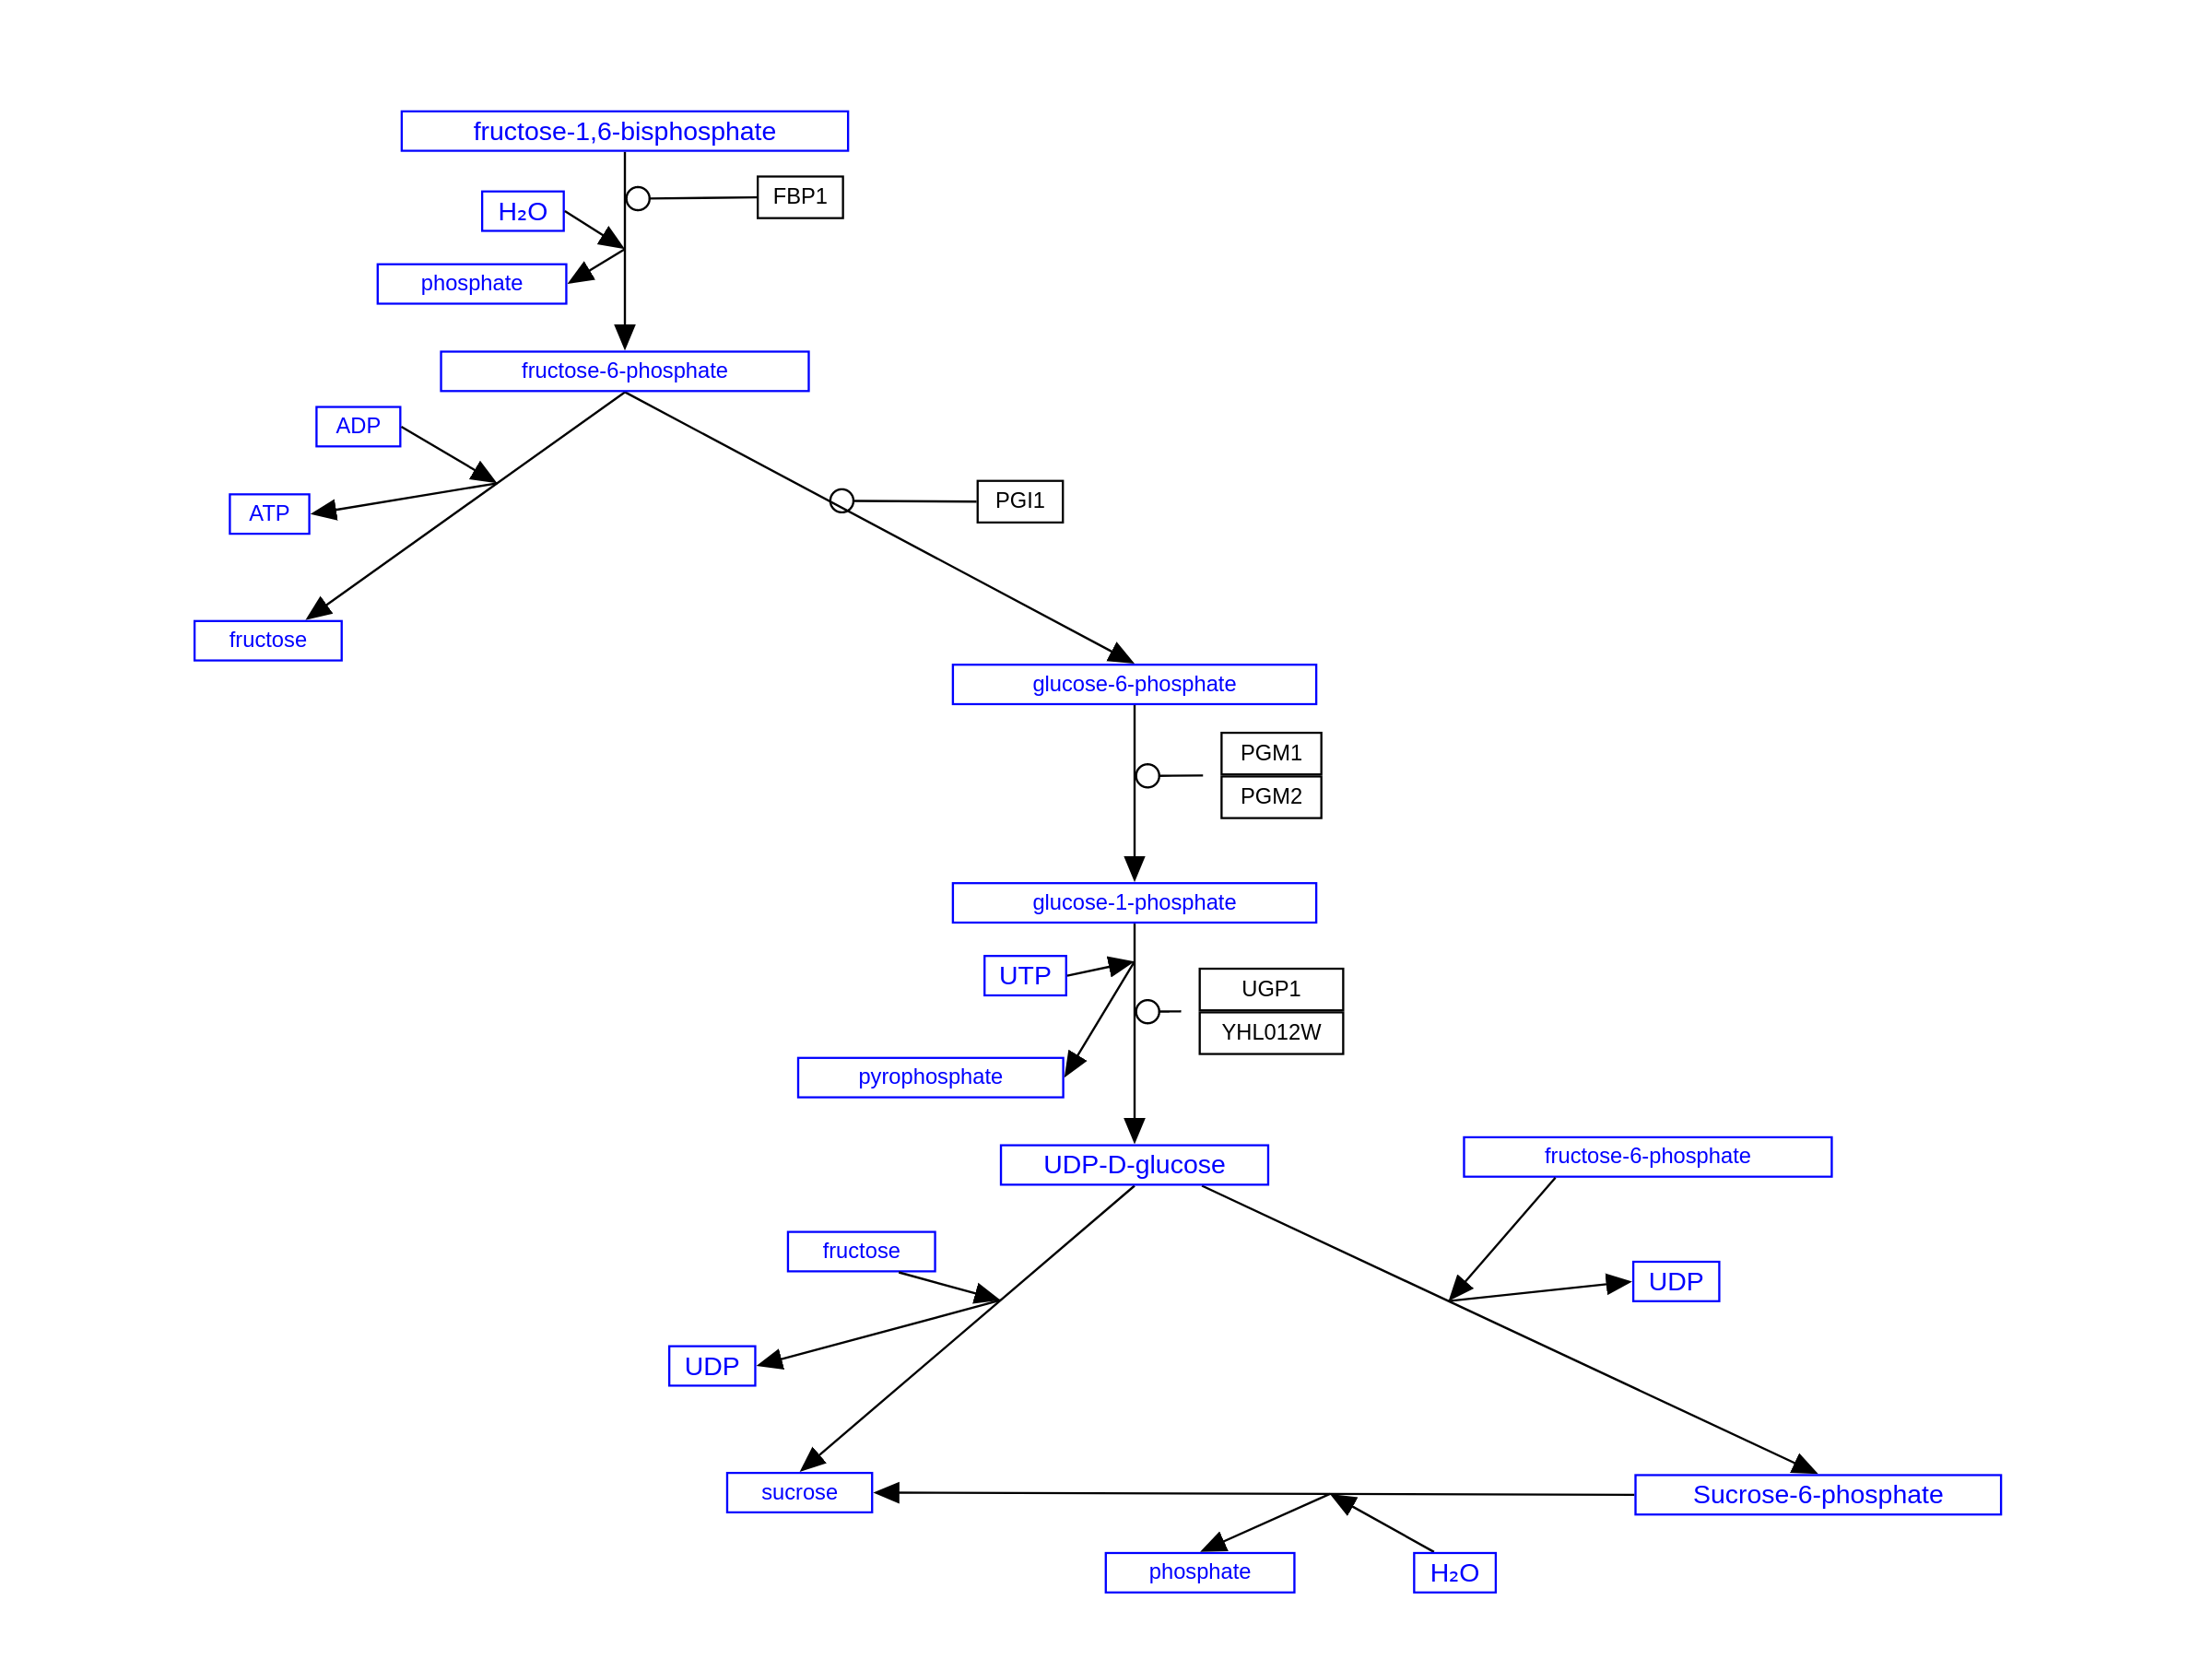 fructose-1,6-bisphosphate
FBP1
H₂O
phosphate
fructose-6-phosphate
ADP
PGI1
ATP
fructose
glucose-6-phosphate
PGM1
PGM2
glucose-1-phosphate
UTP
UGP1
YHL012W
pyrophosphate
UDP-D-glucose
fructose-6-phosphate
fructose
UDP
UDP
sucrose
Sucrose-6-phosphate
phosphate
H₂O